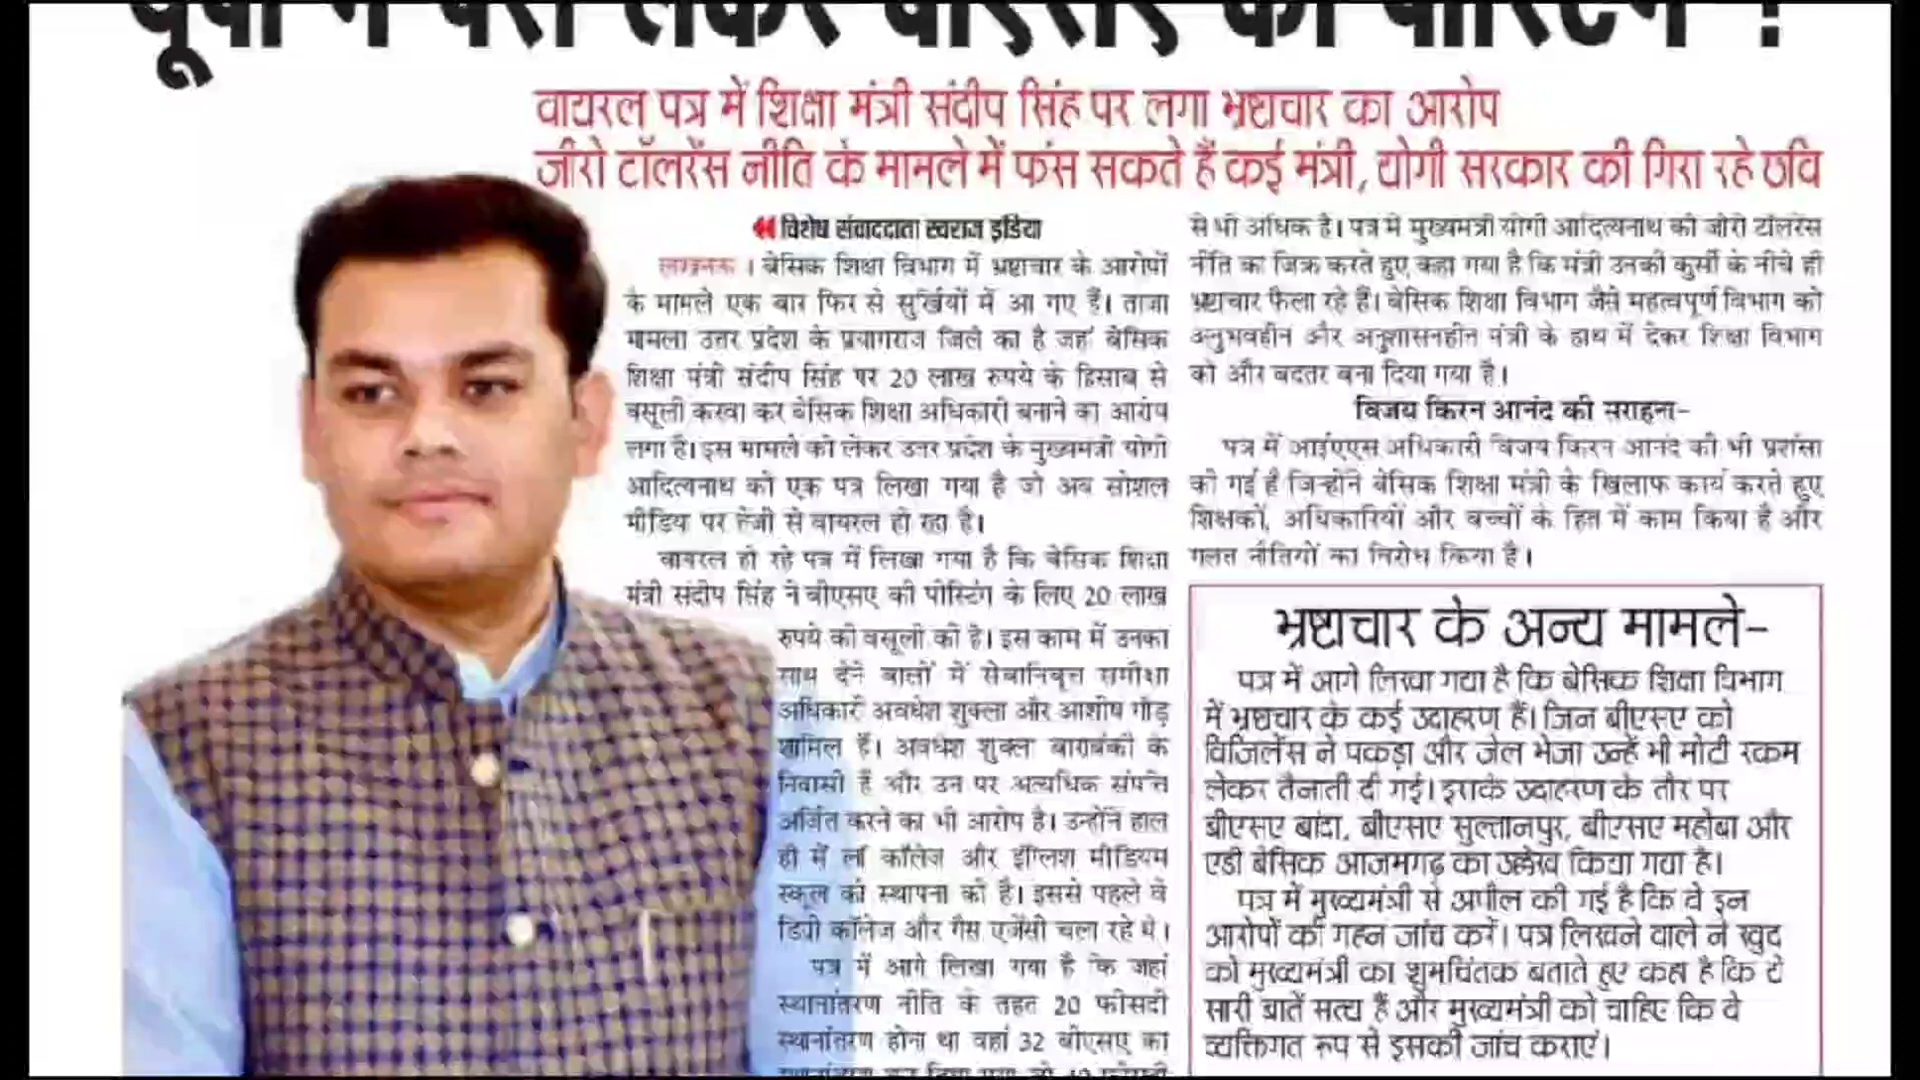 यूपी में पैसा लेकर बीएसए की पोस्टिंग !
वायरल पत्र में शिक्षा मंत्री संदीप सिंह पर लगा भ्रष्टाचार का आरोप
जीरो टॉलरेंस नीति के मामले में फंस सकते हैं कई मंत्री, योगी सरकार की गिरा रहे छवि
विशेष संवाददाता स्वराज इंडिया
लखनऊ । बेसिक शिक्षा विभाग में भ्रष्टाचार के आरोपों
के मामले एक बार फिर से सुर्खियों में आ गए हैं। ताजा
मामला उत्तर प्रदेश के प्रयागराज जिले का है जहां बेसिक
शिक्षा मंत्री संदीप सिंह पर 20 लाख रुपये के हिसाब से
वसूली करवा कर बेसिक शिक्षा अधिकारी बनाने का आरोप
लगा है। इस मामले को लेकर उत्तर प्रदेश के मुख्यमंत्री योगी
आदित्यनाथ को एक पत्र लिखा गया है जो अब सोशल
मीडिय पर तेजी से वायरल हो रहा है।
वायरल हो रहे पत्र में लिखा गया है कि बेसिक शिक्षा
मंत्री संदीप सिंह ने बीएसए की पोस्टिंग के लिए 20 लाख
रुपये की वसूली की है। इस काम में उनका
साथ देने वालों में सेवानिवृत्त समीक्षा
अधिकारी अवधेश शुक्ला और आशीष गौड़
शामिल हैं। अवधेश शुक्ला बाराबंकी के
निवासी हैं और उन पर अत्यधिक संपत्ति
अर्जित करने का भी आरोप है। उन्होंने हाल
ही में लॉ कॉलेज और इंग्लिश मीडियम
स्कूल की स्थापना की है। इससे पहले वे
डिग्री कॉलेज और गैस एजेंसी चला रहे थे।
पत्र में आगे लिखा गया है कि जहां
स्थानांतरण नीति के तहत 20 फीसदी
स्थानांतरण होना था वहां 32 बीएसए का
से भी अधिक है। पत्र में मुख्यमंत्री योगी आदित्यनाथ की जीरो टॉलरेंस
नीति का जिक्र करते हुए कहा गया है कि मंत्री उनकी कुर्सी के नीचे ही
भ्रष्टाचार फैला रहे हैं। बेसिक शिक्षा विभाग जैसे महत्वपूर्ण विभाग को
अनुभवहीन और अनुशासनहीन मंत्री के हाथ में देकर शिक्षा विभाग
को और बदतर बना दिया गया है।
विजय किरन आनंद की सराहना-
पत्र में आईएएस अधिकारी विजय किरन आनंद की भी प्रशंसा
की गई है जिन्होंने बेसिक शिक्षा मंत्री के खिलाफ कार्य करते हुए
शिक्षकों, अधिकारियों और बच्चों के हित में काम किया है और
गलत नीतियों का विरोध किया है।
भ्रष्टाचार के अन्य मामले-
पत्र में आगे लिखा गया है कि बेसिक शिक्षा विभाग
में भ्रष्टाचार के कई उदाहरण हैं। जिन बीएसए को
विजिलेंस ने पकड़ा और जेल भेजा उन्हें भी मोटी रकम
लेकर तैनाती दी गई। इसके उदाहरण के तौर पर
बीएसए बांदा, बीएसए सुल्तानपुर, बीएसए महोबा और
एडी बेसिक आजमगढ़ का उल्लेख किया गया है।
पत्र में मुख्यमंत्री से अपील की गई है कि वे इन
आरोपों की गहन जांच करें। पत्र लिखने वाले ने खुद
को मुख्यमंत्री का शुभचिंतक बताते हुए कहा है कि ये
सारी बातें सत्य हैं और मुख्यमंत्री को चाहिए कि वे
व्यक्तिगत रूप से इसकी जांच कराएं।